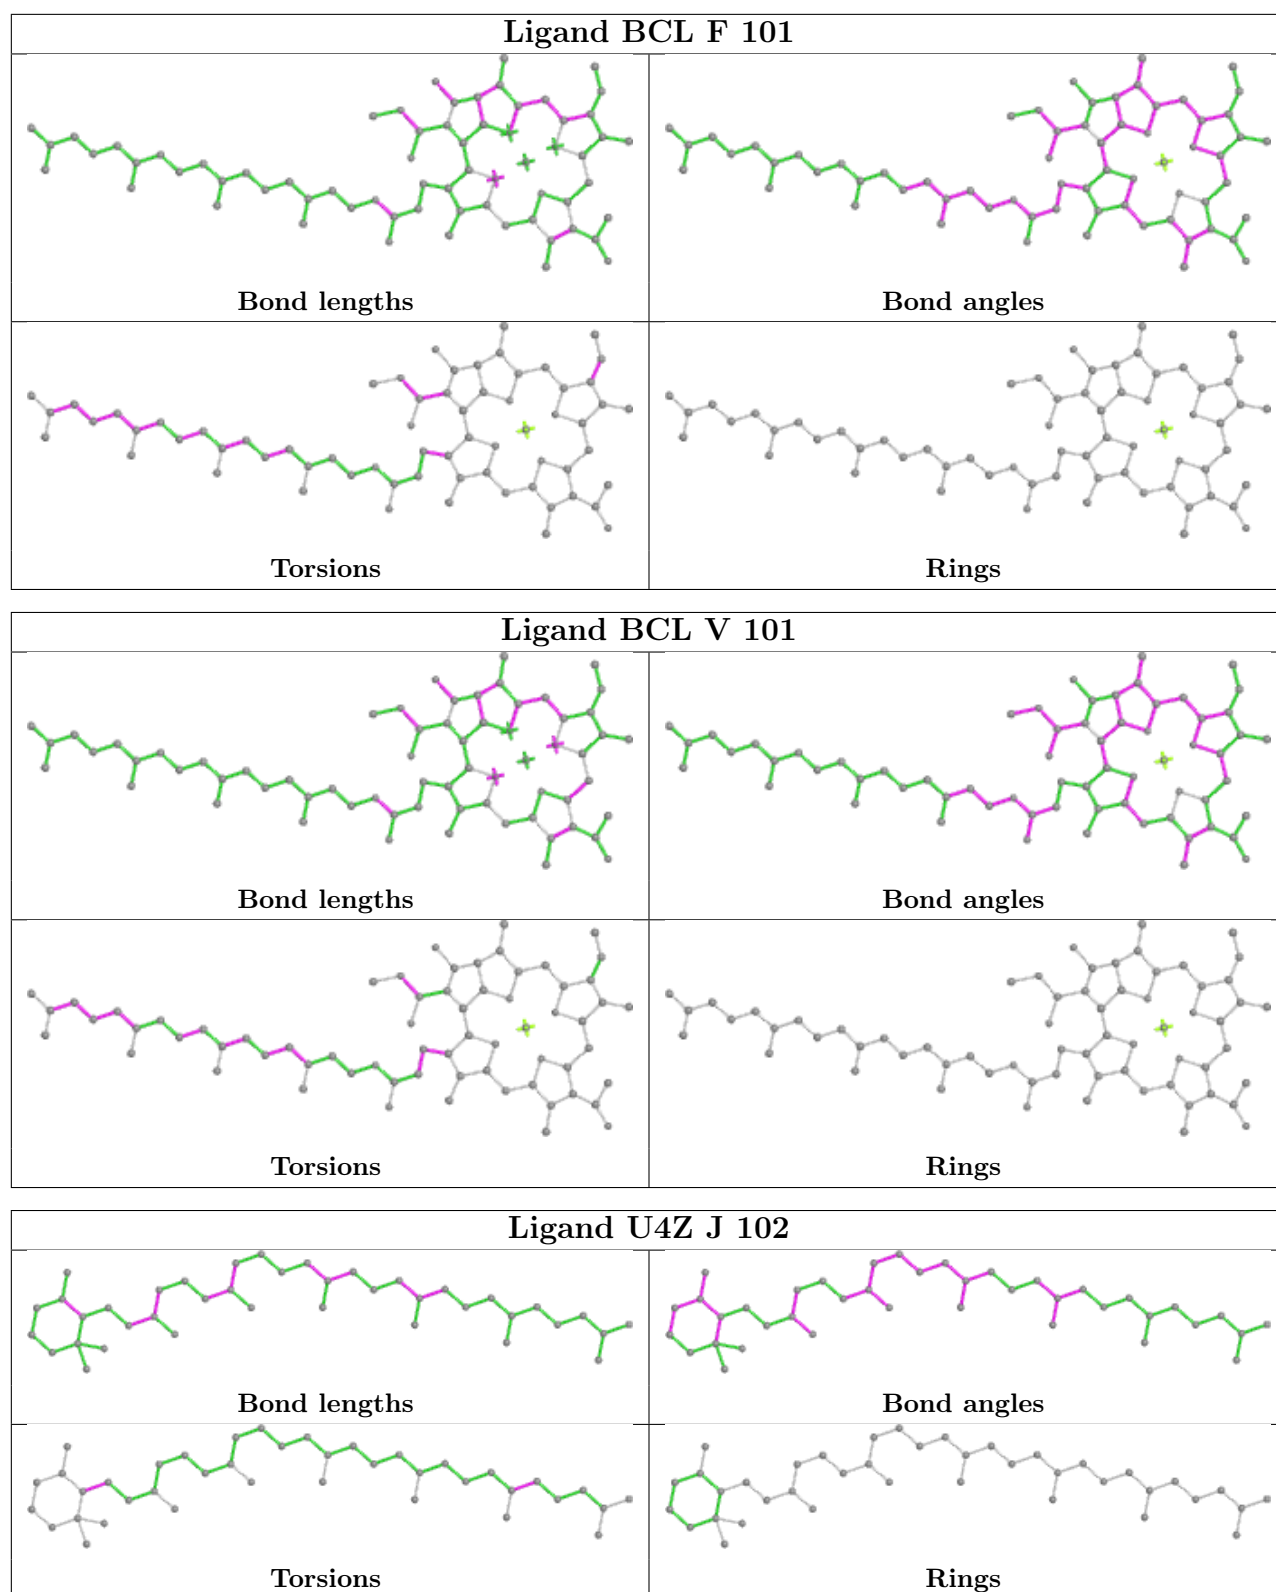 Ligand BCL F 101
Bond lengths
Bond angles
Torsions
Rings
Ligand BCL V 101
Bond lengths
Bond angles
Torsions
Rings
Ligand U4Z J 102
Bond lengths
Bond angles
Torsions
Rings